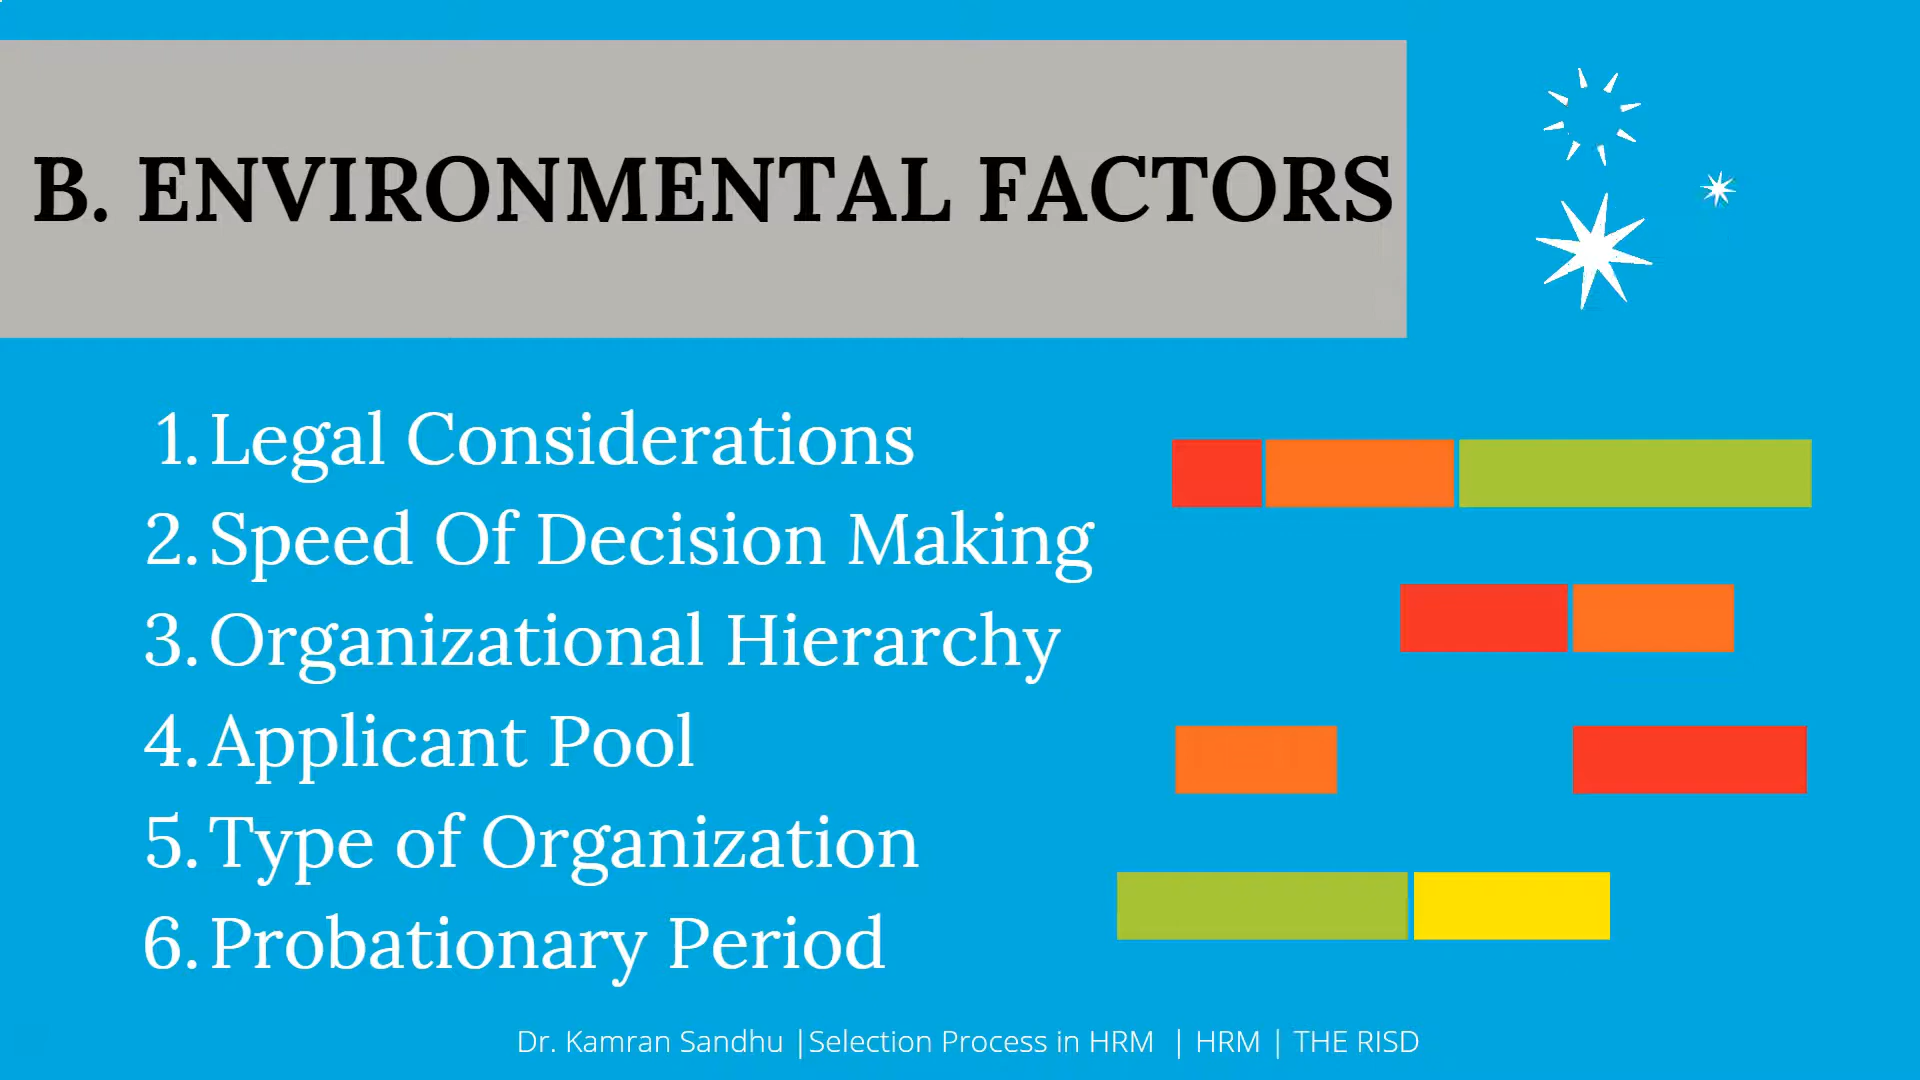 B. ENVIRONMENTAL FACTORS
1. Legal Considerations
2. Speed Of Decision Making
3. Organizational Hierarchy
4. Applicant Pool
5. Type of Organization
6. Probationary Period
Dr. Kamran Sandhu |Selection Process in HRM | HRM | THE RISD